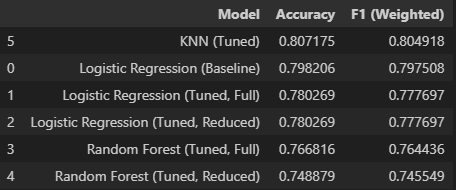 Model Accuracy F1 (Weighted)
5 KNN (Tuned) 0.807175 0.804918
0 Logistic Regression (Baseline) 0.798206 0.797508
1 Logistic Regression (Tuned, Full) 0.780269 0.777697
2 Logistic Regression (Tuned, Reduced) 0.780269 0.777697
3 Random Forest (Tuned, Full) 0.766816 0.764436
4 Random Forest (Tuned, Reduced) 0.748879 0.745549